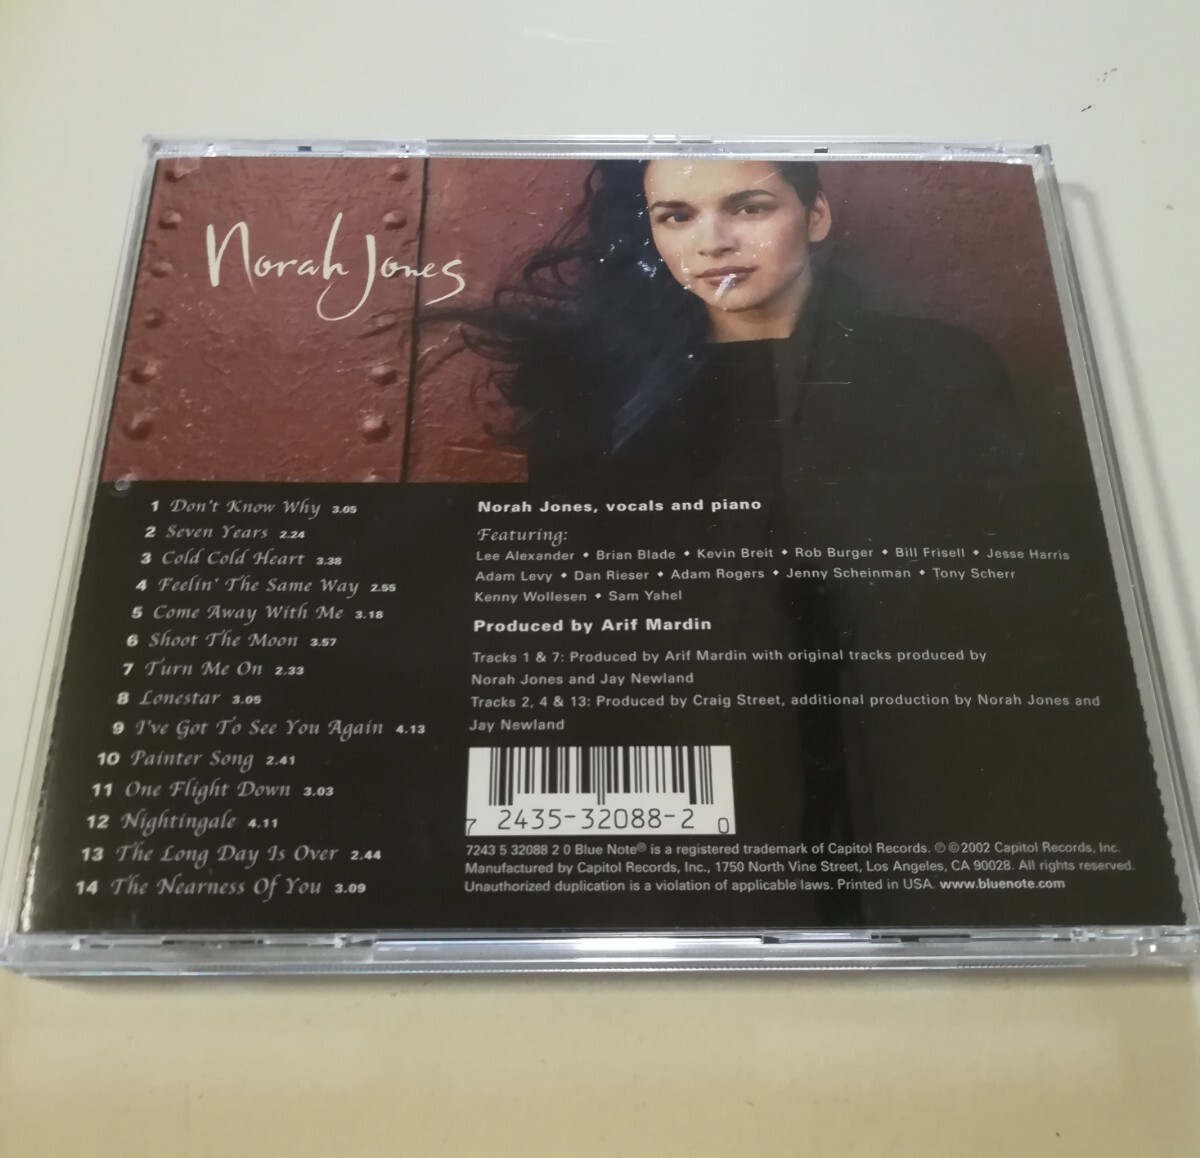 Norah Jones
1 Don't Know Why 3.05
2 Seven Years 2.24
3 Cold Cold Heart 3.38
4 Feelin' The Same Way 2.55
5 Come Away With Me 3.18
6 Shoot The Moon 3.57
7 Turn Me On 2.33
8 Lonestar 3.05
9 I've Got To See You Again 4.13
10 Painter Song 2.41
11 One Flight Down 3.03
12 Nightingale 4.11
13 The Long Day Is Over 2.44
14 The Nearness Of You 3.09
Norah Jones, vocals and piano
Featuring:
Lee Alexander • Brian Blade • Kevin Breit • Rob Burger • Bill Frisell • Jesse Harris
Adam Levy • Dan Rieser • Adam Rogers • Jenny Scheinman • Tony Scherr
Kenny Wollesen • Sam Yahel
Produced by Arif Mardin
Tracks 1 & 7: Produced by Arif Mardin with original tracks produced by
Norah Jones and Jay Newland
Tracks 2, 4 & 13: Produced by Craig Street, additional production by Norah Jones and
Jay Newland
7 2435-32088-2 0
7243 5 32088 2 0 Blue Note® is a registered trademark of Capitol Records. ℗©2002 Capitol Records, Inc.
Manufactured by Capitol Records, Inc., 1750 North Vine Street, Los Angeles, CA 90028. All rights reserved.
Unauthorized duplication is a violation of applicable laws. Printed in USA. www.bluenote.com